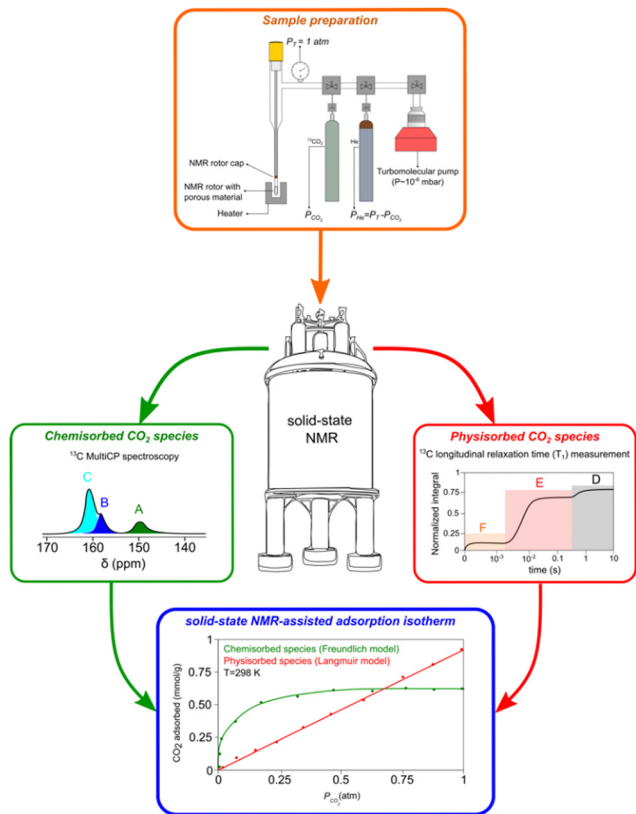 Sample preparation
P_T = 1 atm
¹³CO₂
He
NMR rotor cap
NMR rotor with
porous material
Heater
P_CO₂
P_He=P_T-P_CO₂
Turbomolecular pump
(P~10⁻⁶ mbar)
solid-state
NMR
Chemisorbed CO₂ species
¹³C MultiCP spectroscopy
C
B
A
170 160 150 140
δ (ppm)
Physisorbed CO₂ species
¹³C longitudinal relaxation time (T₁) measurement
Normalized integral
1
0.75
0.5
0.25
0
F
E
D
0 10⁻³ 10⁻² 0.1 1 10
time (s)
solid-state NMR-assisted adsorption isotherm
Chemisorbed species (Freundlich model)
Physisorbed species (Langmuir model)
T=298 K
CO₂ adsorbed (mmol/g)
1
0.75
0.5
0.25
0
0 0.25 0.5 0.75 1
P_CO₂(atm)